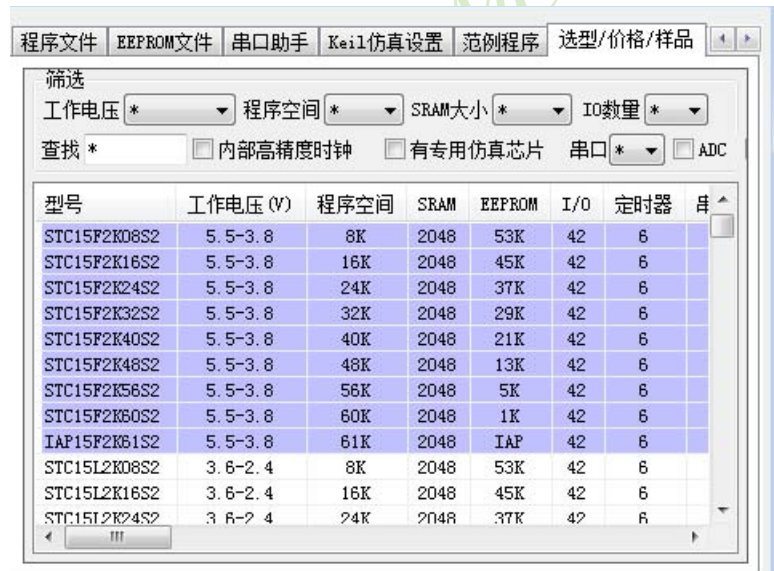 程序文件 EEPROM文件 串口助手 Keil仿真设置 范例程序 选型/价格/样品
筛选
工作电压 * 程序空间 * SRAM大小 * IO数量 *
查找 * 内部高精度时钟 有专用仿真芯片 串口 * ADC
型号 工作电压(V) 程序空间 SRAM EEPROM I/O 定时器 串
STC15F2K08S2 5.5-3.8 8K 2048 53K 42 6
STC15F2K16S2 5.5-3.8 16K 2048 45K 42 6
STC15F2K24S2 5.5-3.8 24K 2048 37K 42 6
STC15F2K32S2 5.5-3.8 32K 2048 29K 42 6
STC15F2K40S2 5.5-3.8 40K 2048 21K 42 6
STC15F2K48S2 5.5-3.8 48K 2048 13K 42 6
STC15F2K56S2 5.5-3.8 56K 2048 5K 42 6
STC15F2K60S2 5.5-3.8 60K 2048 1K 42 6
IAP15F2K61S2 5.5-3.8 61K 2048 IAP 42 6
STC15L2K08S2 3.6-2.4 8K 2048 53K 42 6
STC15L2K16S2 3.6-2.4 16K 2048 45K 42 6
STC15L2K24S2 3.6-2.4 24K 2048 37K 42 6